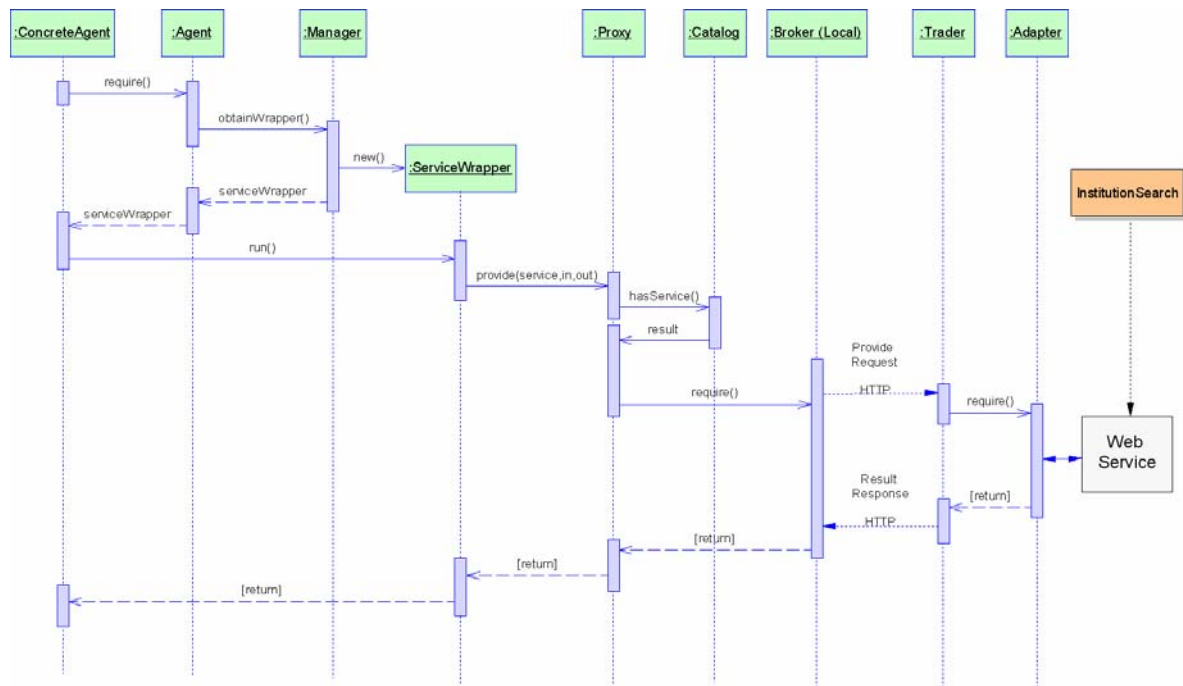 :ConcreteAgent
:Agent
:Manager
:Proxy
:Catalog
:Broker (Local)
:Trader
:Adapter
require()
obtainWrapper()
new()
:ServiceWrapper
serviceWrapper
serviceWrapper
InstitutionSearch
run()
provide(service,in,out)
hasService()
result
Provide
Request
HTTP
require()
require()
Web
Service
Result
Response
HTTP
[return]
[return]
[return]
[return]